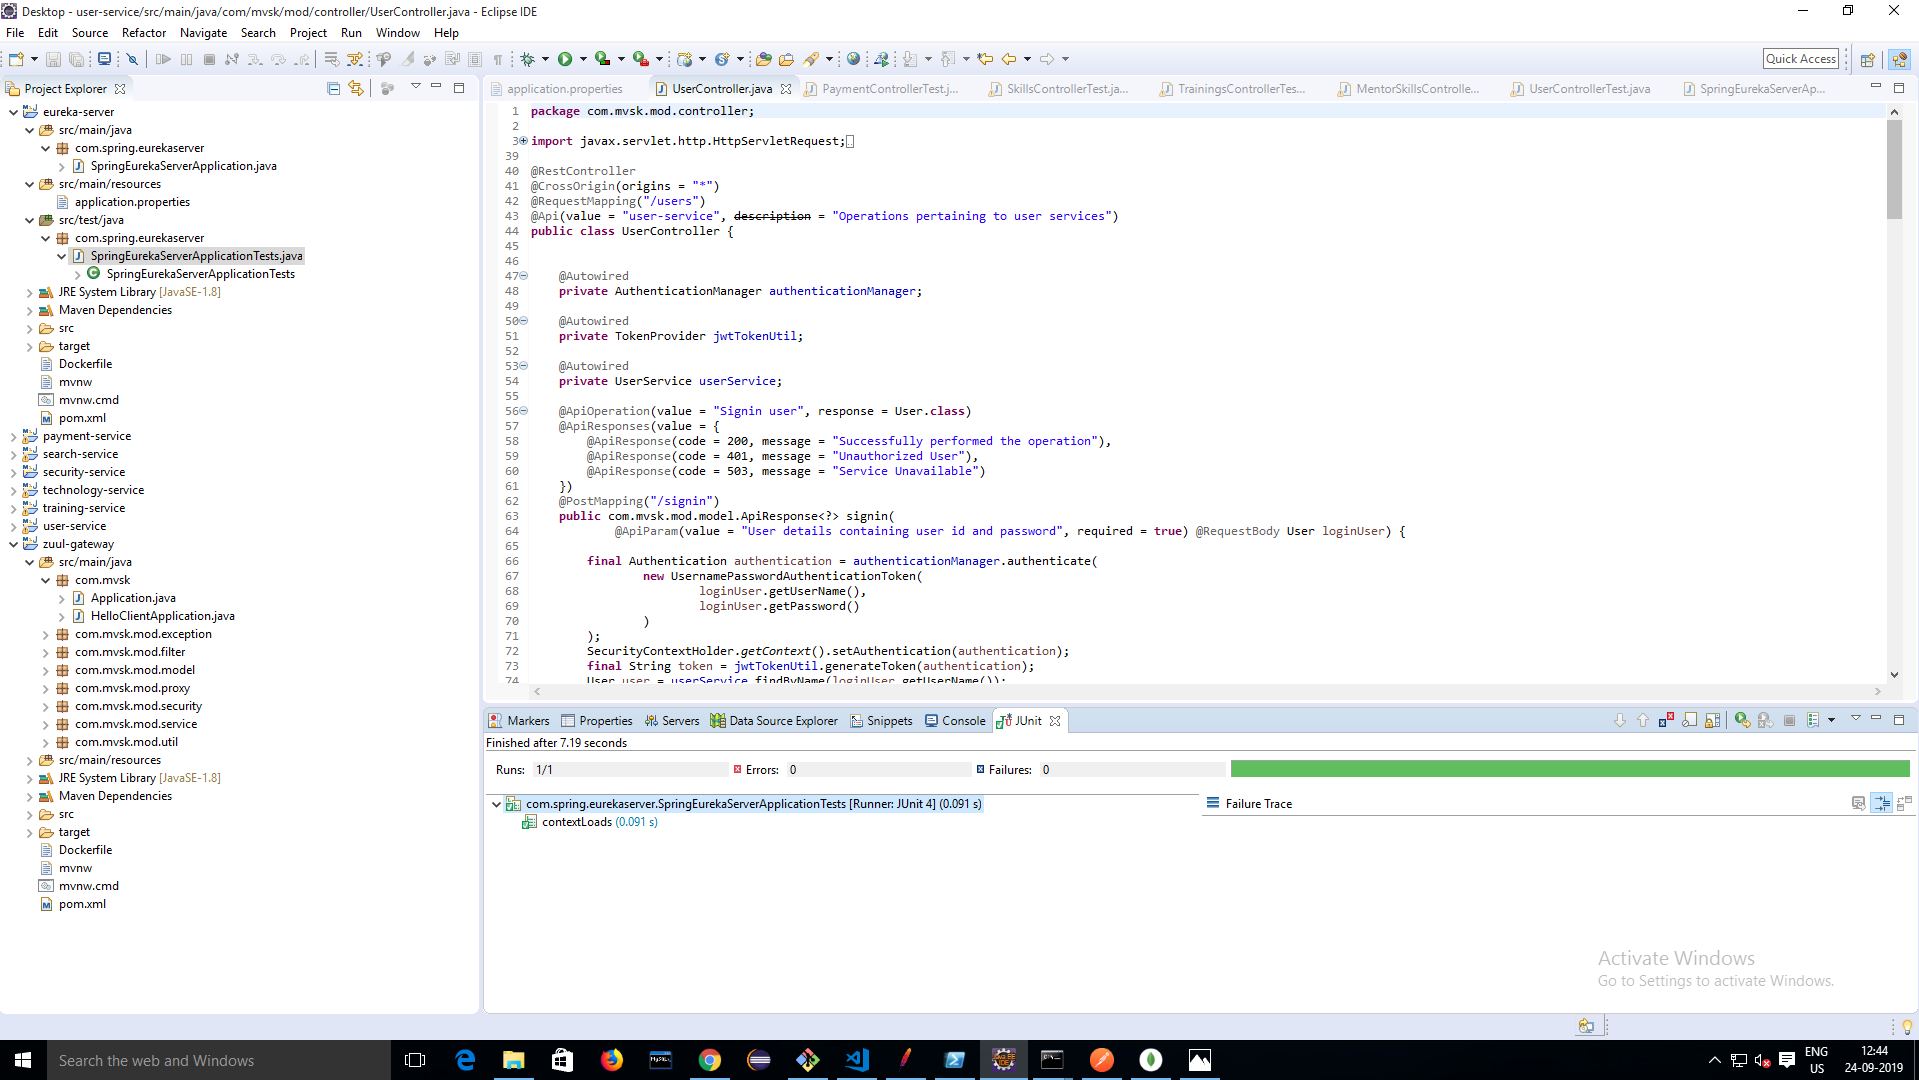 Desktop - user-service/src/main/java/com/mvsk/mod/controller/UserController.java - Eclipse IDE
File Edit Source Refactor Navigate Search Project Run Window Help
Quick Access
Project Explorer
eureka-server
src/main/java
com.spring.eurekaserver
SpringEurekaServerApplication.java
src/main/resources
application.properties
src/test/java
com.spring.eurekaserver
SpringEurekaServerApplicationTests.java
SpringEurekaServerApplicationTests
JRE System Library [JavaSE-1.8]
Maven Dependencies
src
target
Dockerfile
mvnw
mvnw.cmd
pom.xml
payment-service
search-service
security-service
technology-service
training-service
user-service
zuul-gateway
src/main/java
com.mvsk
Application.java
HelloClientApplication.java
com.mvsk.mod.exception
com.mvsk.mod.filter
com.mvsk.mod.model
com.mvsk.mod.proxy
com.mvsk.mod.security
com.mvsk.mod.service
com.mvsk.mod.util
src/main/resources
JRE System Library [JavaSE-1.8]
Maven Dependencies
src
target
Dockerfile
mvnw
mvnw.cmd
pom.xml
application.properties UserController.java PaymentControllerTest.j... SkillsControllerTest.ja... TrainingsControllerTes... MentorSkillsControlle... UserControllerTest.java SpringEurekaServerAp...
1 package com.mvsk.mod.controller;
2
3 import javax.servlet.http.HttpServletRequest;
39
40 @RestController
41 @CrossOrigin(origins = "*")
42 @RequestMapping("/users")
43 @Api(value = "user-service", description = "Operations pertaining to user services")
44 public class UserController {
45
46
47 @Autowired
48 private AuthenticationManager authenticationManager;
49
50 @Autowired
51 private TokenProvider jwtTokenUtil;
52
53 @Autowired
54 private UserService userService;
55
56 @ApiOperation(value = "Signin user", response = User.class)
57 @ApiResponses(value = {
58 @ApiResponse(code = 200, message = "Successfully performed the operation"),
59 @ApiResponse(code = 401, message = "Unauthorized User"),
60 @ApiResponse(code = 503, message = "Service Unavailable")
61 })
62 @PostMapping("/signin")
63 public com.mvsk.mod.model.ApiResponse<?> signin(
64 @ApiParam(value = "User details containing user id and password", required = true) @RequestBody User loginUser) {
65
66 final Authentication authentication = authenticationManager.authenticate(
67 new UsernamePasswordAuthenticationToken(
68 loginUser.getUserName(),
69 loginUser.getPassword()
70 )
71 );
72 SecurityContextHolder.getContext().setAuthentication(authentication);
73 final String token = jwtTokenUtil.generateToken(authentication);
74 User user = userService.findByName(loginUser.getUserName());
Markers Properties Servers Data Source Explorer Snippets Console JUnit
Finished after 7.19 seconds
Runs: 1/1 Errors: 0 Failures: 0
com.spring.eurekaserver.SpringEurekaServerApplicationTests [Runner: JUnit 4] (0.091 s)
contextLoads (0.091 s)
Failure Trace
Activate Windows
Go to Settings to activate Windows.
Search the web and Windows
ENG
US
12:44
24-09-2019